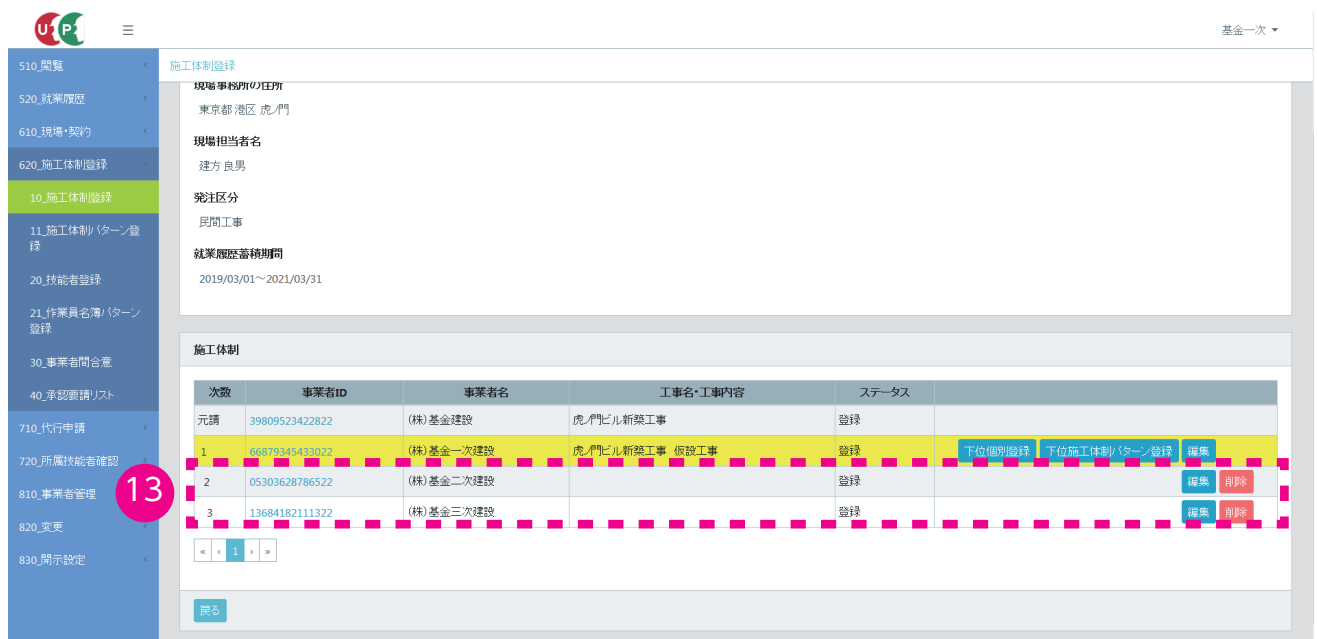 U P
☰
基金一次
510_閲覧
520_就業履歴
610_現場・契約
620_施工体制登録
10_施工体制登録
11_施工体制パターン登
録
20_技能者登録
21_作業員名簿パターン
登録
30_事業者間合意
40_承認要請リスト
710_代行申請
720_所属技能者確認
810_事業者管理
820_変更
830_開示設定
施工体制登録
現場事務所の住所
東京都 港区 虎ノ門
現場担当者名
建方 良男
発注区分
民間工事
就業履歴蓄積期間
2019/03/01～2021/03/31
施工体制
次数 事業者ID 事業者名 工事名・工事内容 ステータス
元請 39809523422822 (株)基金建設 虎ノ門ビル新築工事 登録
1 66879345433022 (株)基金一次建設 虎ノ門ビル新築工事 仮設工事 登録 下位個別登録 下位施工体制パターン登録 編集
13
2 05303628786522 (株)基金二次建設 登録 編集 削除
3 13684182111322 (株)基金三次建設 登録 編集 削除
« ‹ 1 › »
戻る